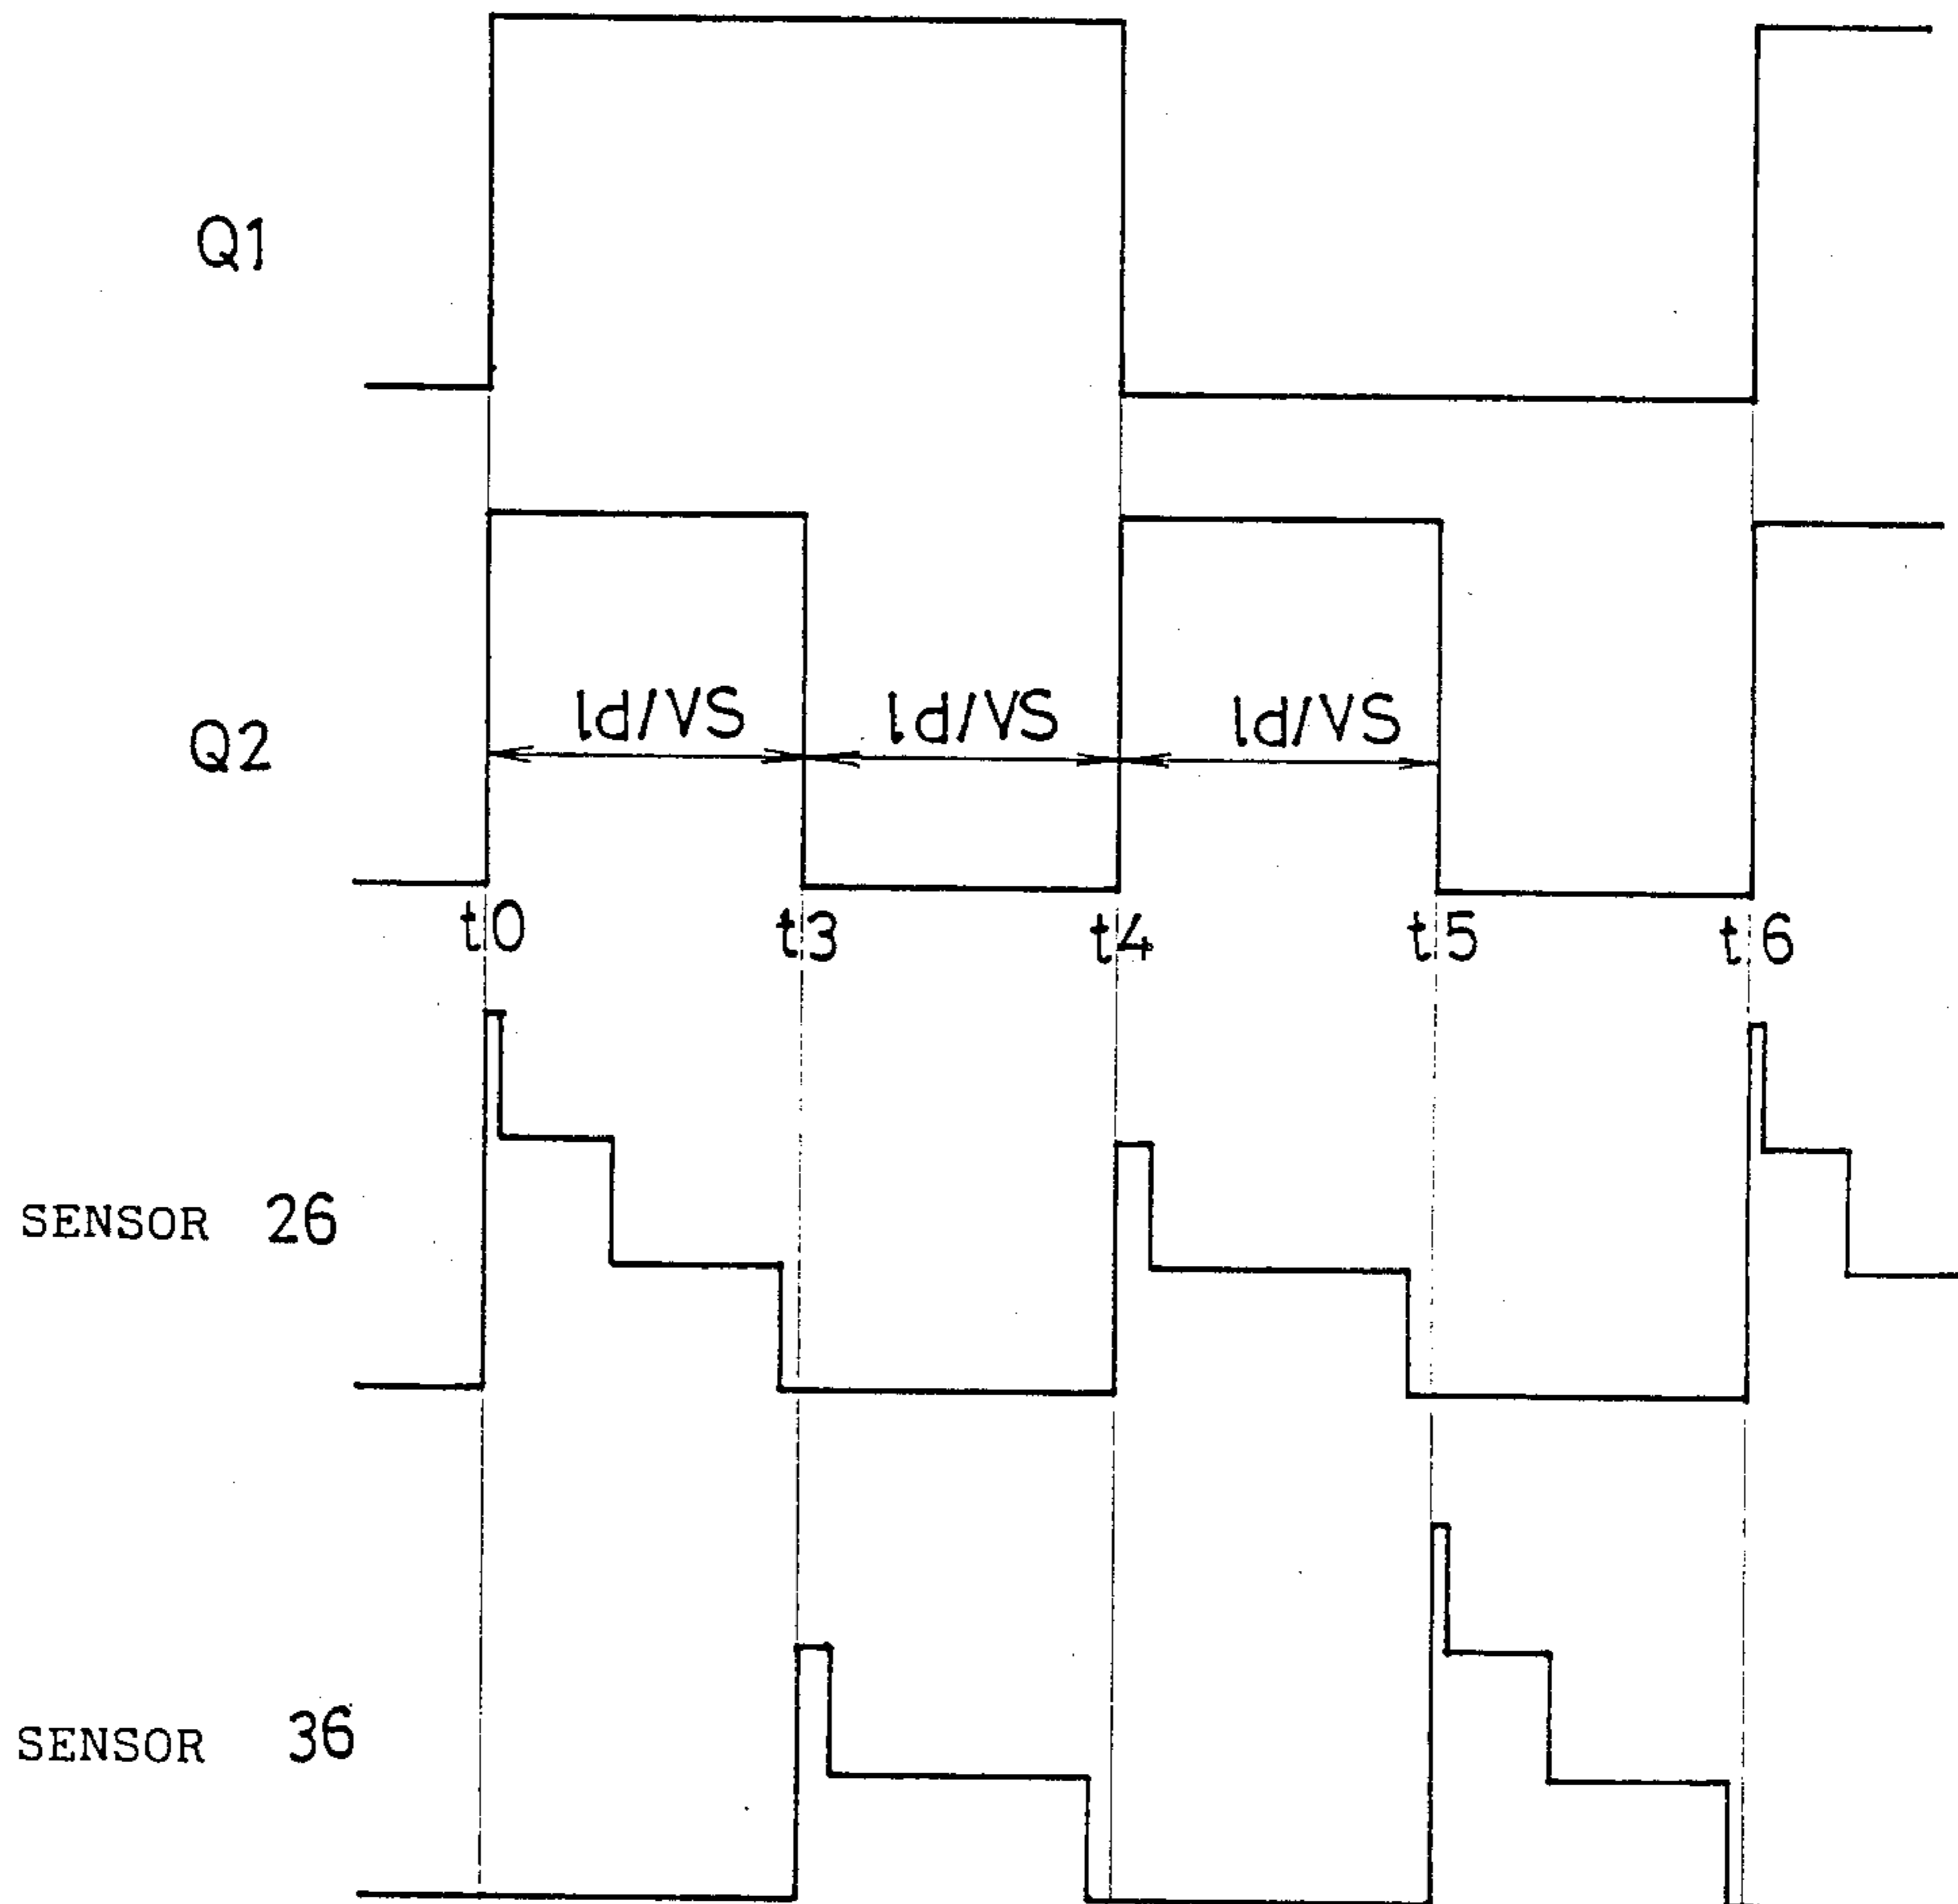 Q1
Q2
ld/VS ld/VS ld/VS
t0 t3 t4 t5 t6
SENSOR 26
SENSOR 36